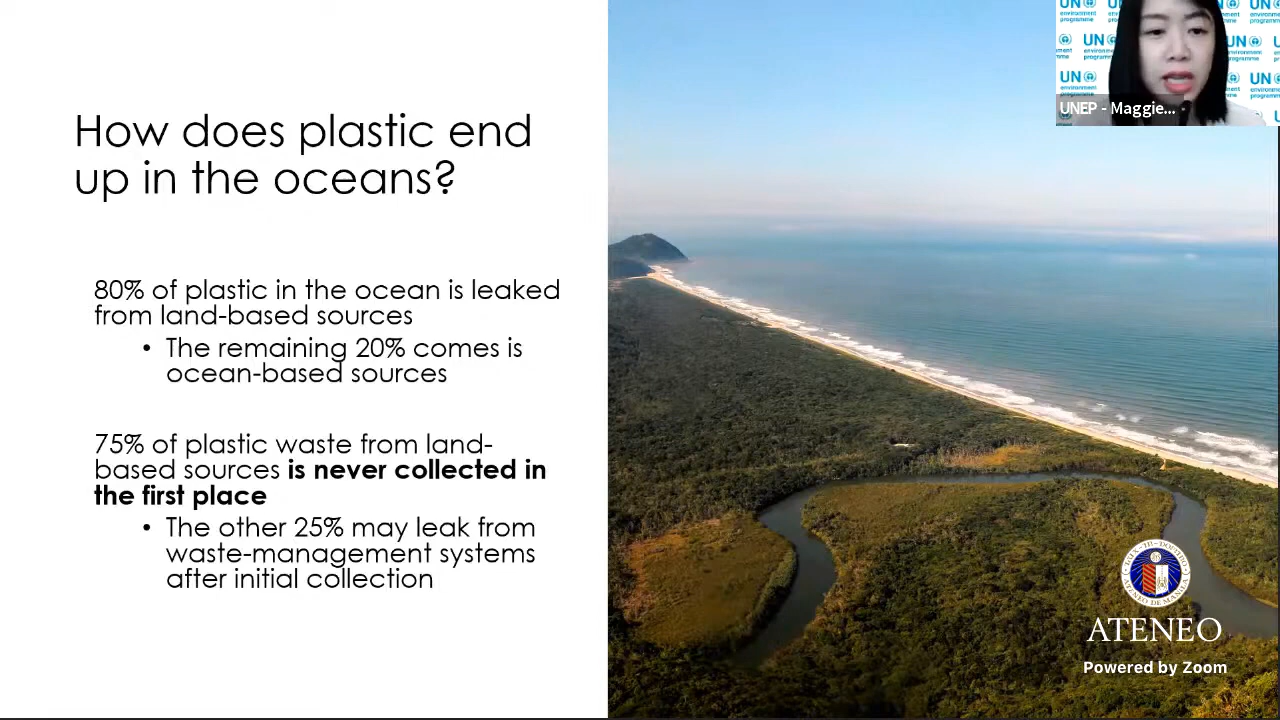 How does plastic end
up in the oceans?
80% of plastic in the ocean is leaked
from land-based sources
• The remaining 20% comes is
ocean-based sources
75% of plastic waste from land-
based sources is never collected in
the first place
• The other 25% may leak from
waste-management systems
after initial collection
UN
environment
programme
UNEP - Maggie...
ATENEO
Powered by Zoom